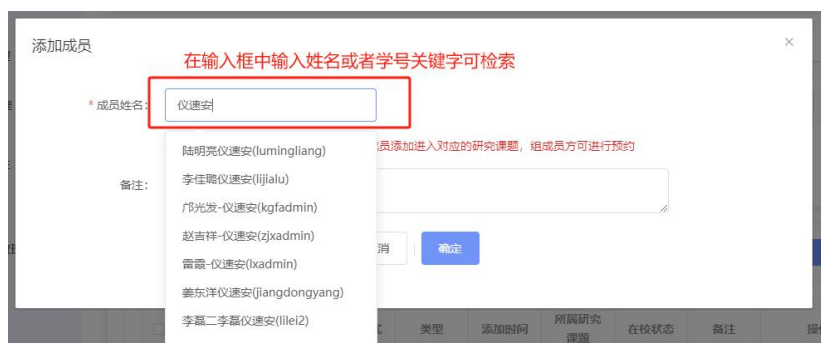 添加成员
×
在输入框中输入姓名或者学号关键字可检索
* 成员姓名: 仪速安
员添加进入对应的研究课题，组成员方可进行预约
陆明亮仪速安(lumingliang)
备注: 李佳璐仪速安(lijialu)
邝光发-仪速安(kgfadmin)
赵吉祥-仪速安(zjxadmin)
消 确定
雷霞-仪速安(lxadmin)
姜东洋仪速安(jiangdongyang)
李磊二李磊仪速安(lilei2)
类型 添加时间 所属研究课题 在校状态 备注 操